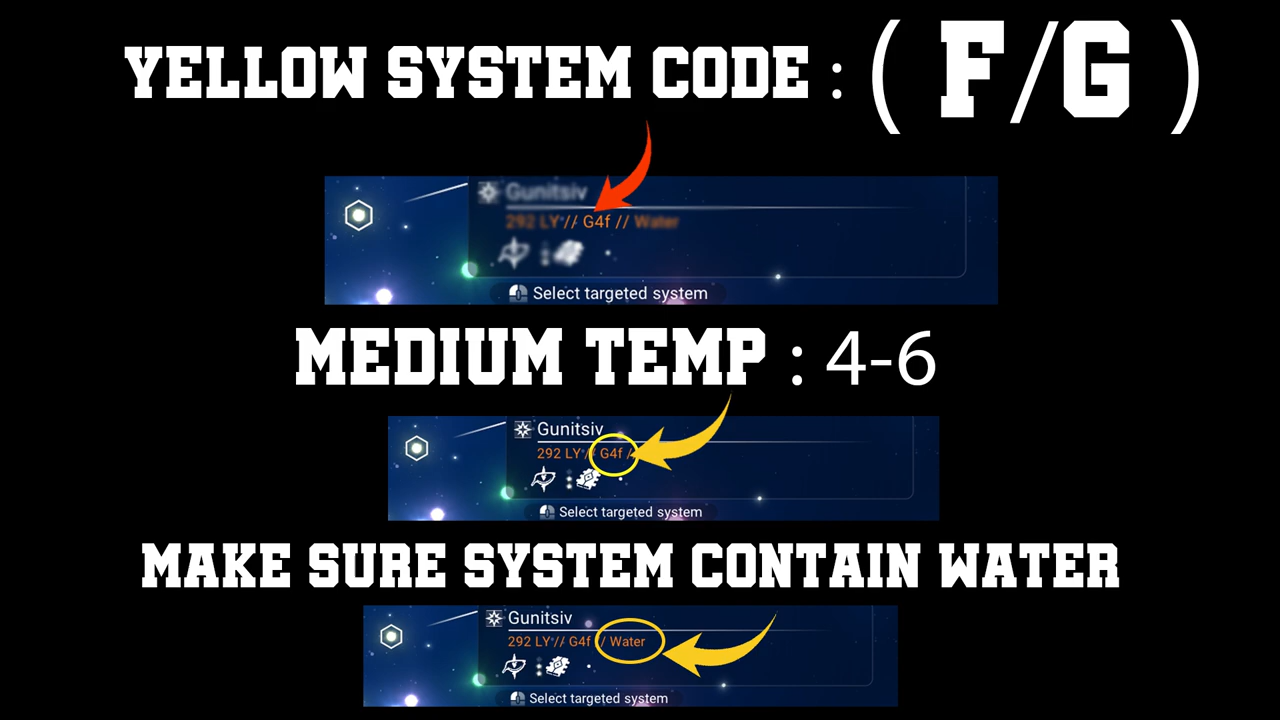 YELLOW SYSTEM CODE : ( F/G )
Gunitsiv
292 LY // G4f // Water
Select targeted system
MEDIUM TEMP : 4-6
Gunitsiv
292 LY // G4f /
Select targeted system
MAKE SURE SYSTEM CONTAIN WATER
Gunitsiv
292 LY // G4f // Water
Select targeted system